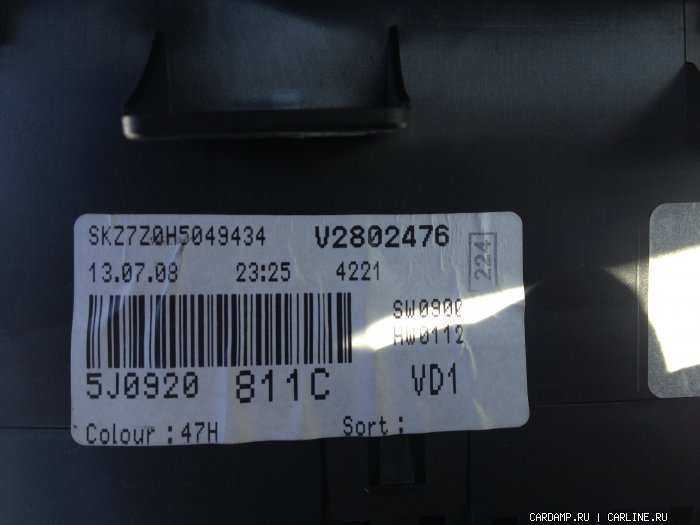 SKZ7Z0H5049434 V2802476
224
13.07.08 23:25 4221
SW0900
HW0112
5J0920 811C VD1
Colour : 47H Sort :
CARDAMP.RU | CARLINE.RU